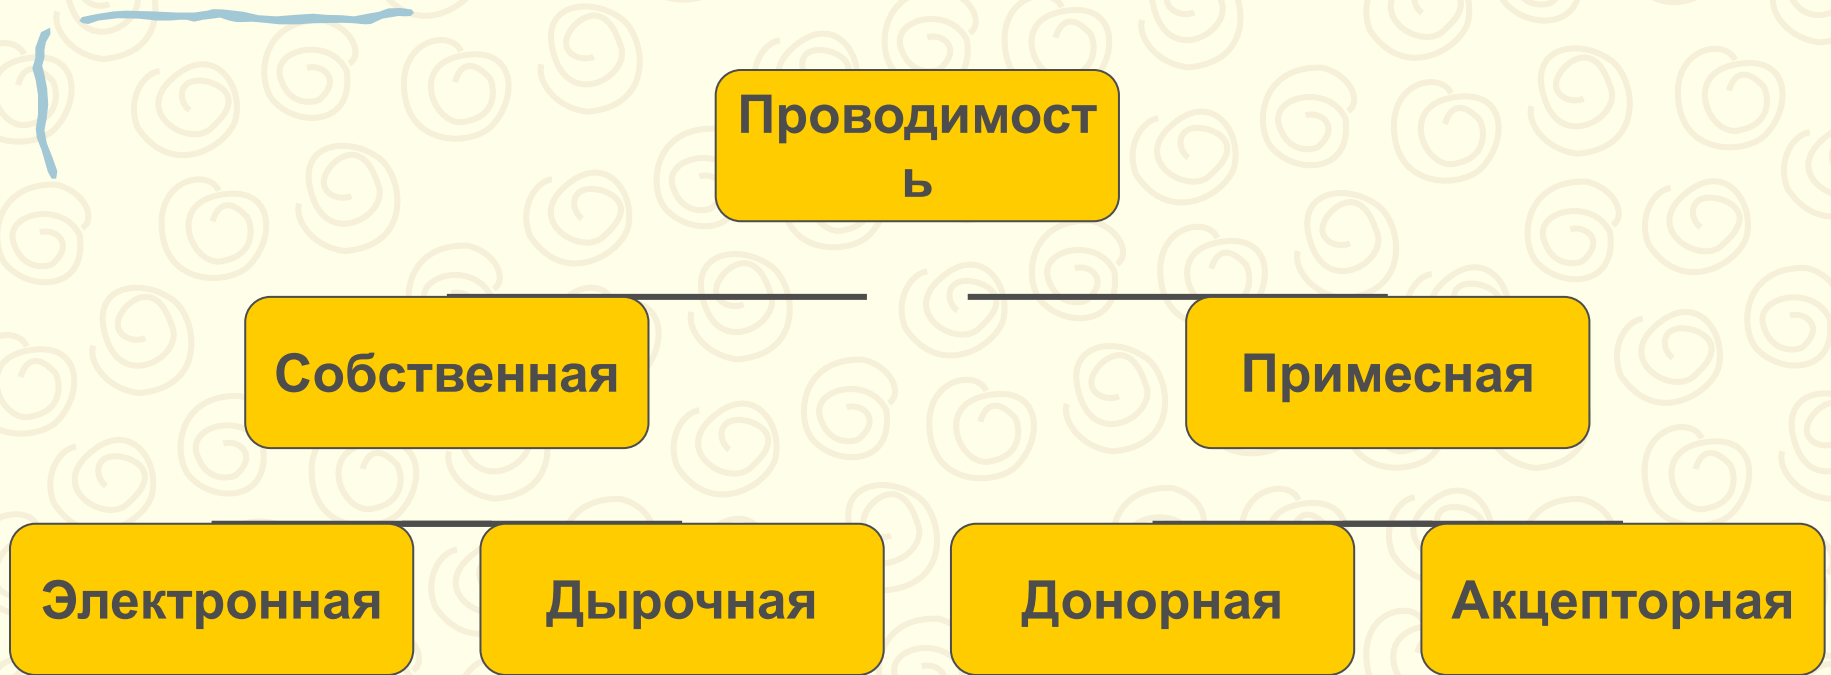 Проводимост
ь
Собственная
Примесная
Электронная
Дырочная
Донорная
Акцепторная